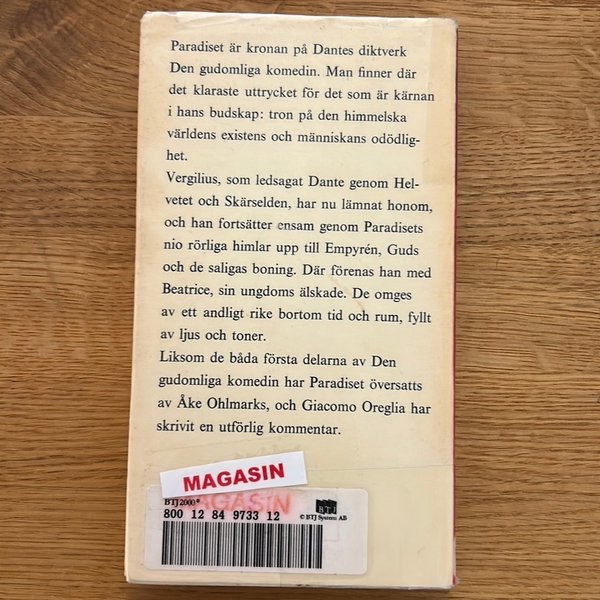 Paradiset är kronan på Dantes diktverk
Den gudomliga komedin. Man finner där
det klaraste uttrycket för det som är kärnan
i hans budskap: tron på den himmelska
världens existens och människans odödlig-
het.
Vergilius, som ledsagat Dante genom Hel-
vetet och Skärselden, har nu lämnat honom,
och han fortsätter ensam genom Paradisets
nio rörliga himlar upp till Empyrén, Guds
och de saligas boning. Där förenas han med
Beatrice, sin ungdoms älskade. De omges
av ett andligt rike bortom tid och rum, fyllt
av ljus och toner.
Liksom de båda första delarna av Den
gudomliga komedin har Paradiset översatts
av Åke Ohlmarks, och Giacomo Oreglia har
skrivit en utförlig kommentar.
MAGASIN
MAGASIN
BTJ2000*
BTJ
800 12 84 9733 12
© BTJ System AB